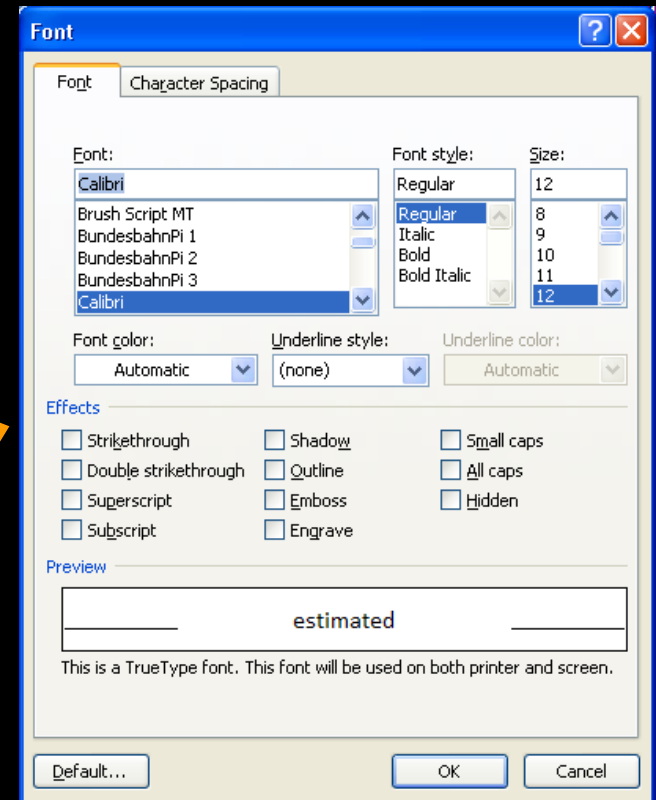 Font
Font Character Spacing
Font: Font style: Size:
Calibri Regular 12
Brush Script MT Regular 8
BundesbahnPi 1 Italic 9
BundesbahnPi 2 Bold 10
BundesbahnPi 3 Bold Italic 11
Calibri 12
Font color: Underline style: Underline color:
Automatic (none) Automatic
Effects
Strikethrough Shadow Small caps
Double strikethrough Outline All caps
Superscript Emboss Hidden
Subscript Engrave
Preview
estimated
This is a TrueType font. This font will be used on both printer and screen.
Default... OK Cancel